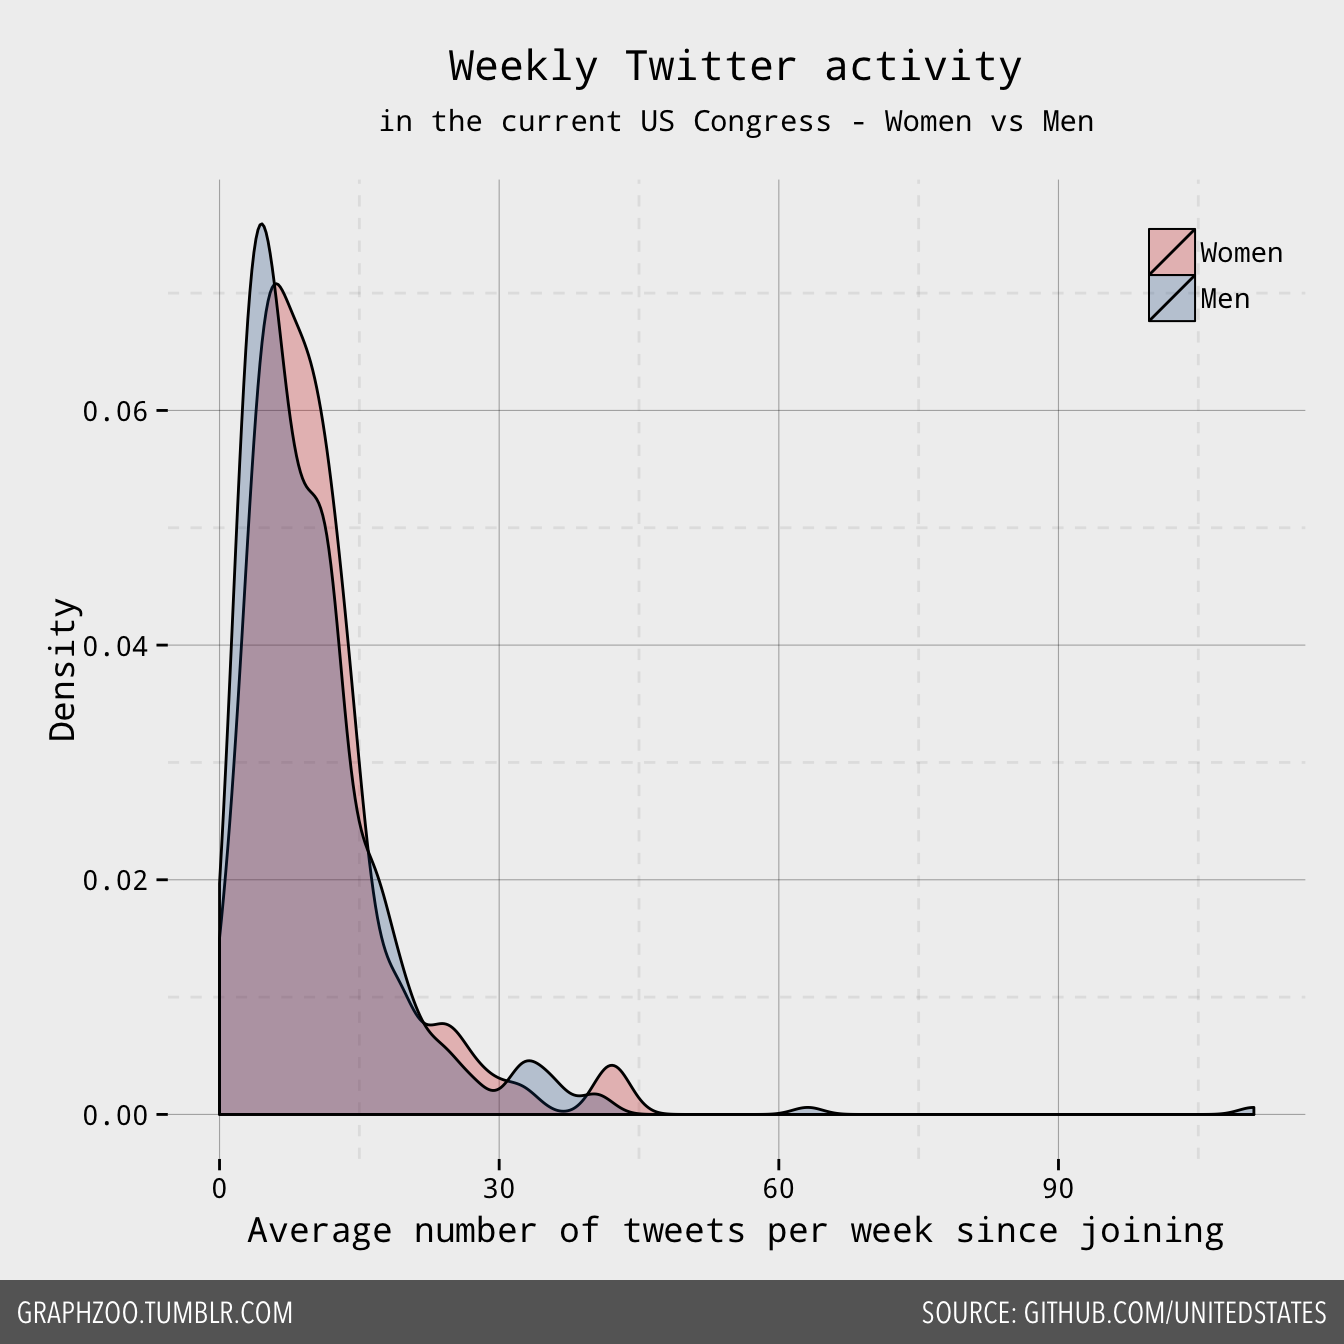 Weekly Twitter activity
in the current US Congress - Women vs Men
Women
Men
Density
0.06
0.04
0.02
0.00
0 30 60 90
Average number of tweets per week since joining
GRAPHZOO.TUMBLR.COM SOURCE: GITHUB.COM/UNITEDSTATES